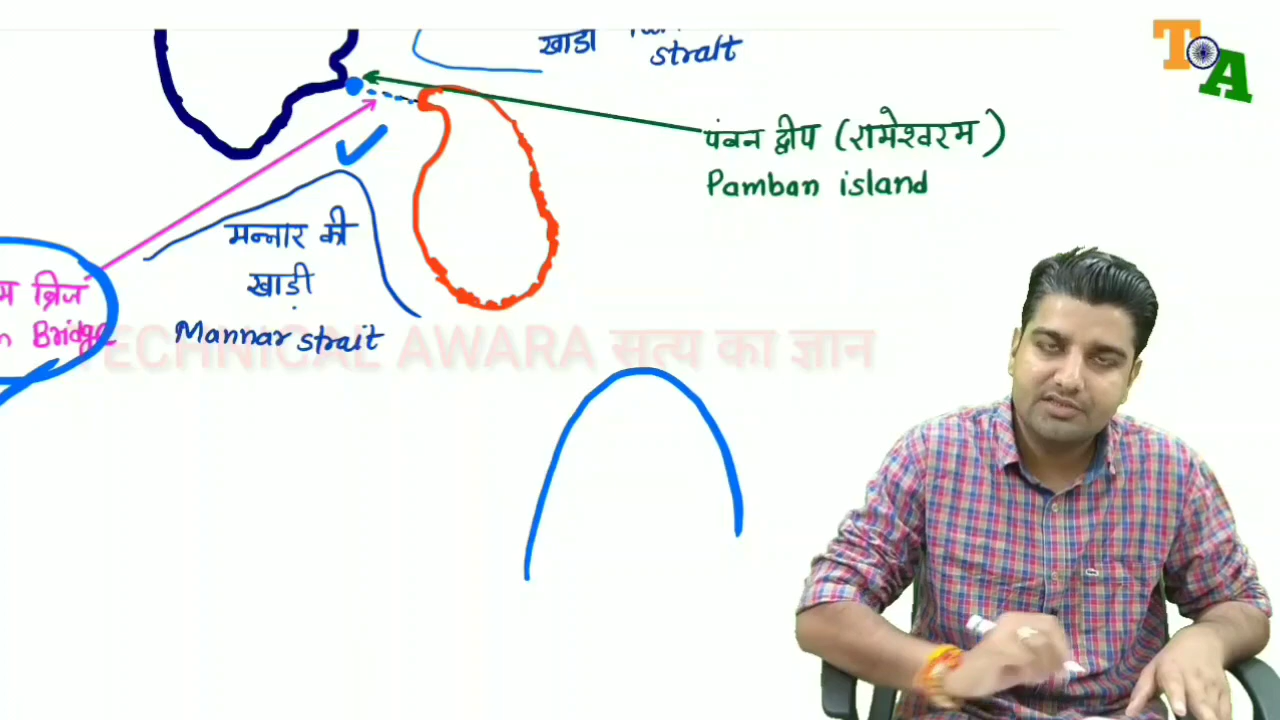 खाडी
strait
T A
पंबन द्वीप (रामेश्वरम)
Pamban island
मन्नार की
खाड़ी
Mannar strait
म ब्रिज
Bridge
TECHNICAL AWARA सत्य का ज्ञान